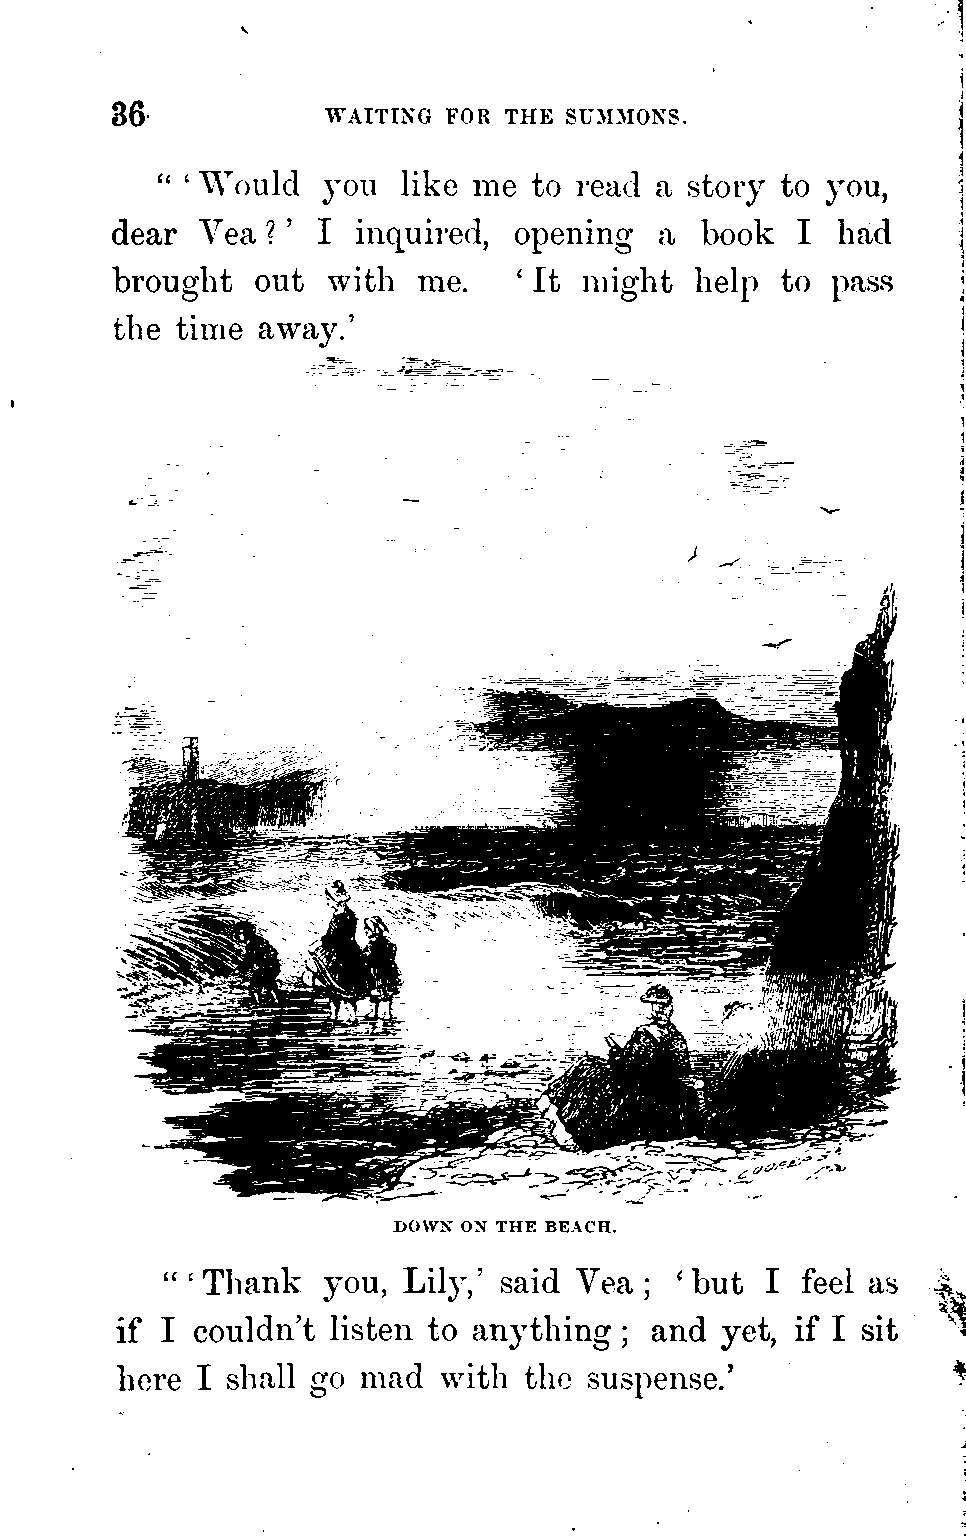 36 WAITING FOR THE SUMMONS.
" 'Would you like me to read a story to you,
dear Vea?' I inquired, opening a book I had
brought out with me. 'It might help to pass
the time away.'
COOPER
DOWN ON THE BEACH.
" 'Thank you, Lily,' said Vea; 'but I feel as
if I couldn't listen to anything; and yet, if I sit
here I shall go mad with the suspense.'